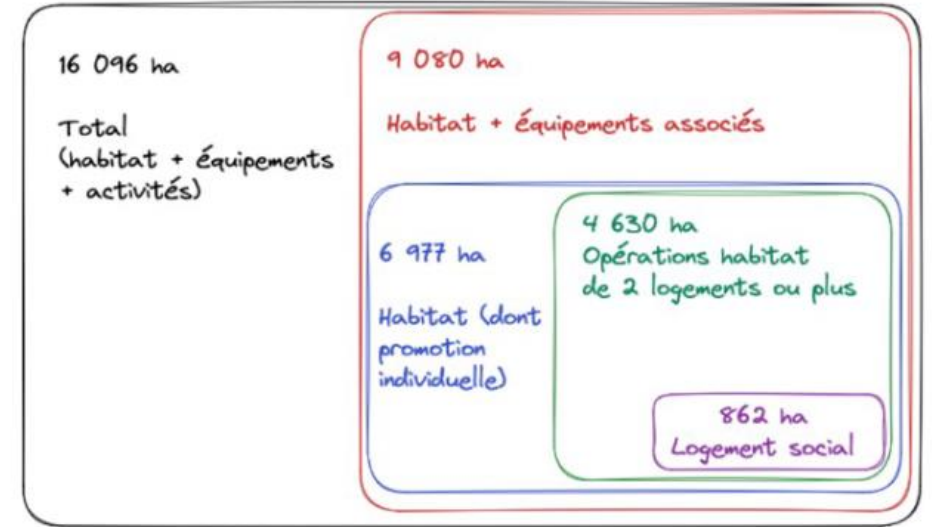 16 096 ha
Total
(habitat + équipements
+ activités)
9 080 ha
Habitat + équipements associés
6 977 ha
Habitat (dont
promotion
individuelle)
4 630 ha
Opérations habitat
de 2 logements ou plus
862 ha
Logement social